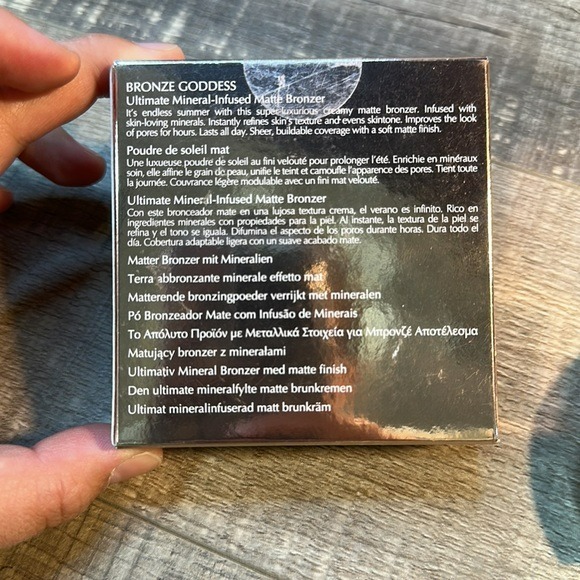 BRONZE GODDESS
Ultimate Mineral-Infused Matte Bronzer
It's endless summer with this super-luxurious creamy matte bronzer. Infused with
skin-loving minerals. Instantly refines skin's texture and evens skintone. Improves the look
of pores for hours. Lasts all day. Sheer, buildable coverage with a soft matte finish.
Poudre de soleil mat
Une luxueuse poudre de soleil au fini velouté pour prolonger l'été. Enrichie en minéraux
soin, elle affine le grain de peau, unifie le teint et camoufle l'apparence des pores. Tient toute
la journée. Couvrance légère modulable avec un fini mat velouté.
Ultimate Mineral-Infused Matte Bronzer
Con este bronceador mate en una lujosa textura crema, el verano es infinito. Rico en
ingredientes minerales con propiedades para la piel. Al instante, la textura de la piel se
refina y el tono se iguala. Difumina el aspecto de los poros durante horas. Dura todo el
día. Cobertura adaptable ligera con un suave acabado mate.
Matter Bronzer mit Mineralien
Terra abbronzante minerale effetto mat
Matterende bronzingpoeder verrijkt met mineralen
Pó Bronzeador Mate com Infusão de Minerais
Το Απόλυτο Προϊόν με Μεταλλικά Στοιχεία για Μπρονζέ Αποτέλεσμα
Matujący bronzer z minerałami
Ultimativ Mineral Bronzer med matte finish
Den ultimate mineralfylte matte brunkremen
Ultimat mineralinfuserad matt brunkräm